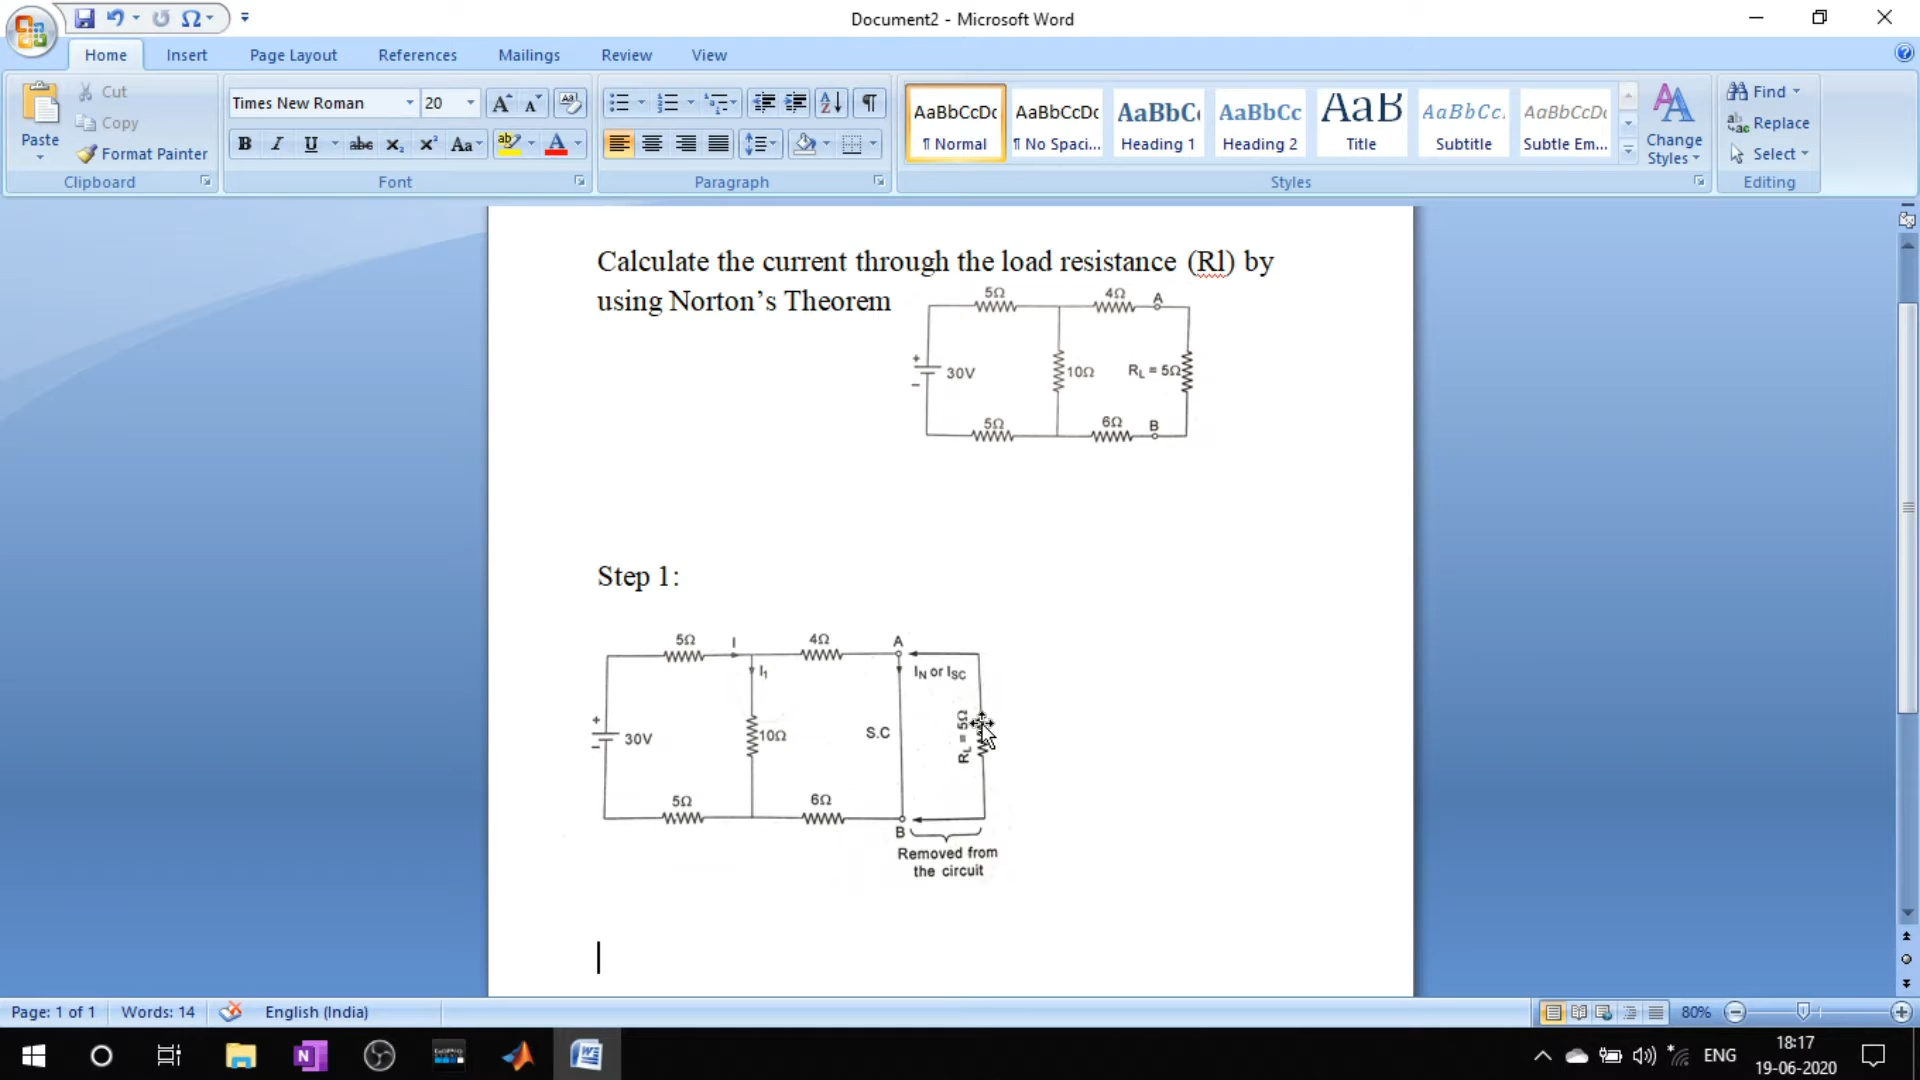 Document2 - Microsoft Word
Home Insert Page Layout References Mailings Review View
Paste
Cut
Copy
Format Painter
Clipboard
Times New Roman 20
B I U abc X₂ X² Aa
Font
Paragraph
AaBbCcDc AaBbCcDc AaBbC AaBbCc AaB AaBbCc. AaBbCcDc
¶ Normal ¶ No Spaci... Heading 1 Heading 2 Title Subtitle Subtle Em...
Styles
Change Styles
Find
Replace
Select
Editing
Calculate the current through the load resistance (Rl) by
using Norton's Theorem
5Ω 4Ω A
+
30V 10Ω RL = 5Ω
−
5Ω 6Ω B
Step 1:
5Ω I 4Ω A
I₁ IN or ISC
+
30V 10Ω S.C RL = 5Ω
−
5Ω 6Ω
B
Removed from
the circuit
Page: 1 of 1 Words: 14 English (India) 80%
ENG
18:17
19-06-2020